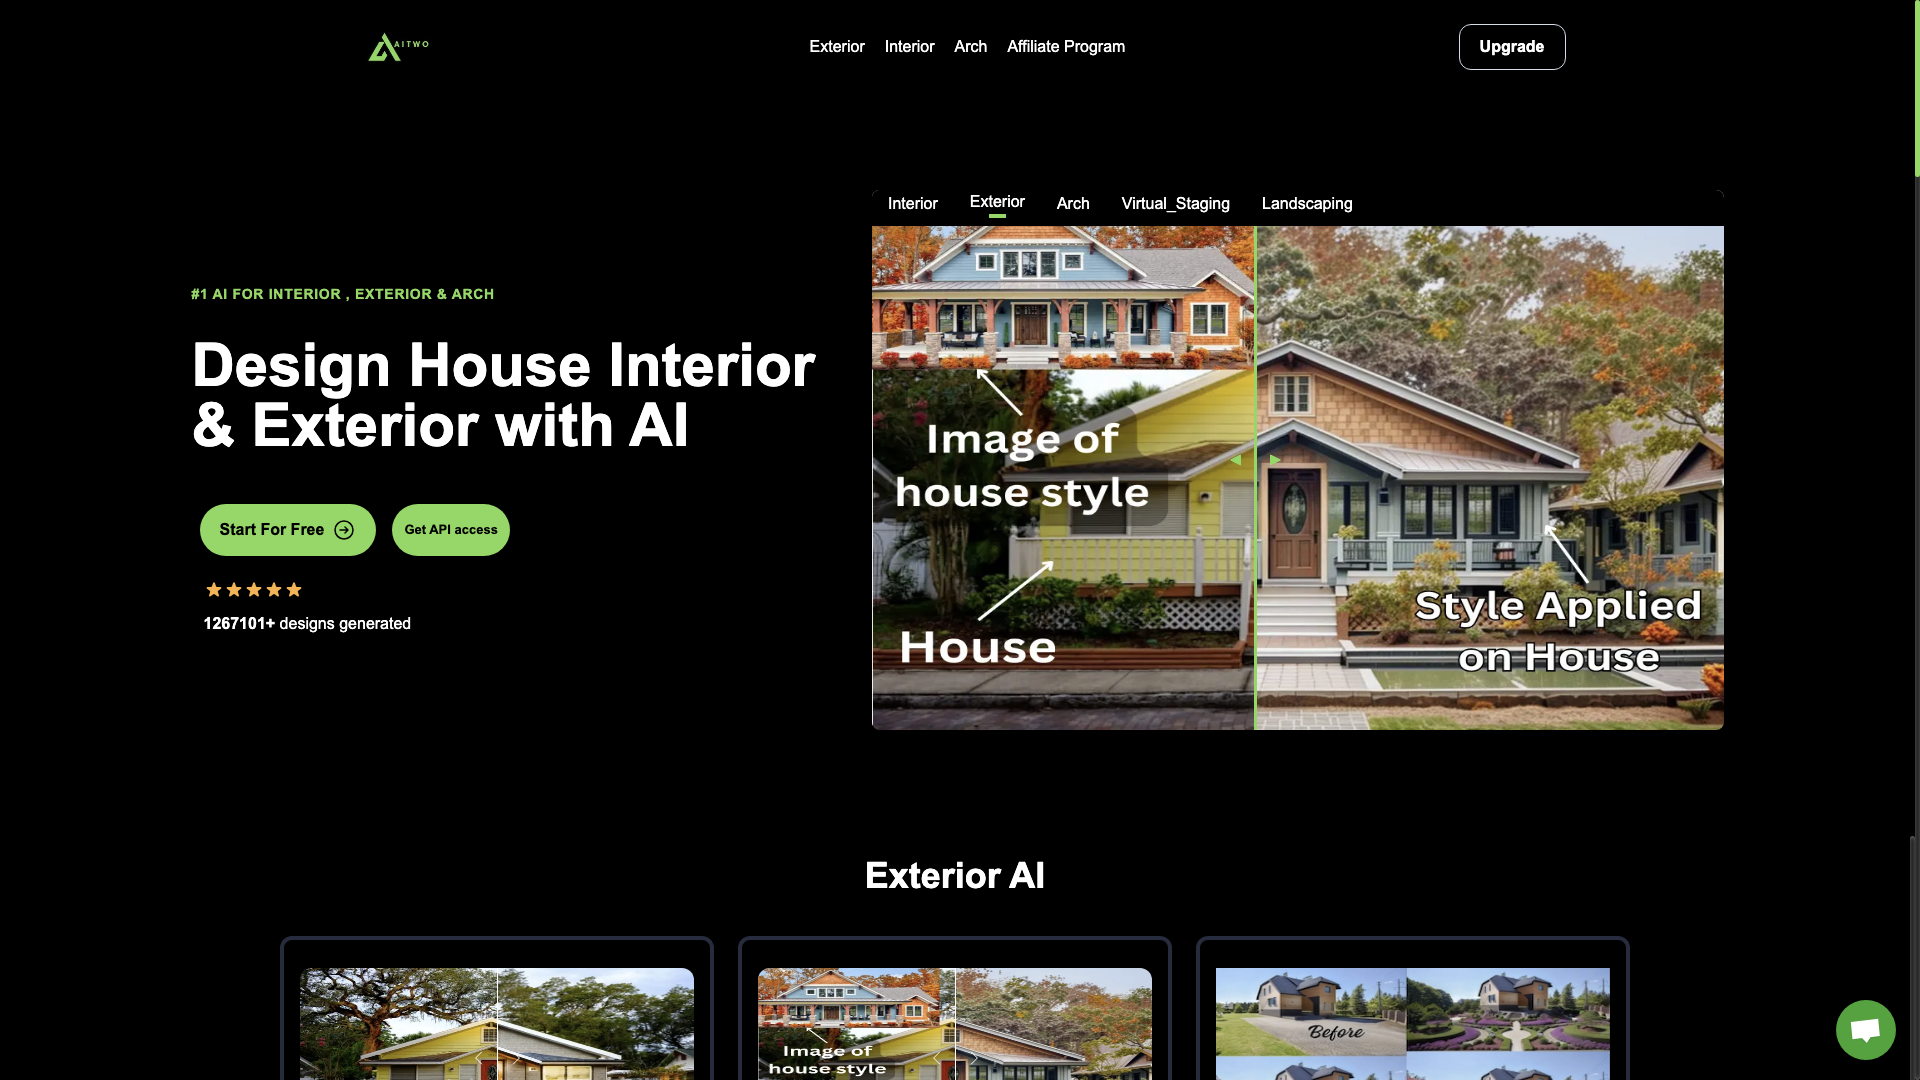 AITWO
Exterior Interior Arch Affiliate Program
Upgrade
Interior Exterior Arch Virtual_Staging Landscaping
#1 AI FOR INTERIOR , EXTERIOR & ARCH
Design House Interior
& Exterior with AI
Start For Free
Get API access
1267101+ designs generated
Image of
house style
House
Style Applied
on House
Exterior AI
Image of
house style
Before